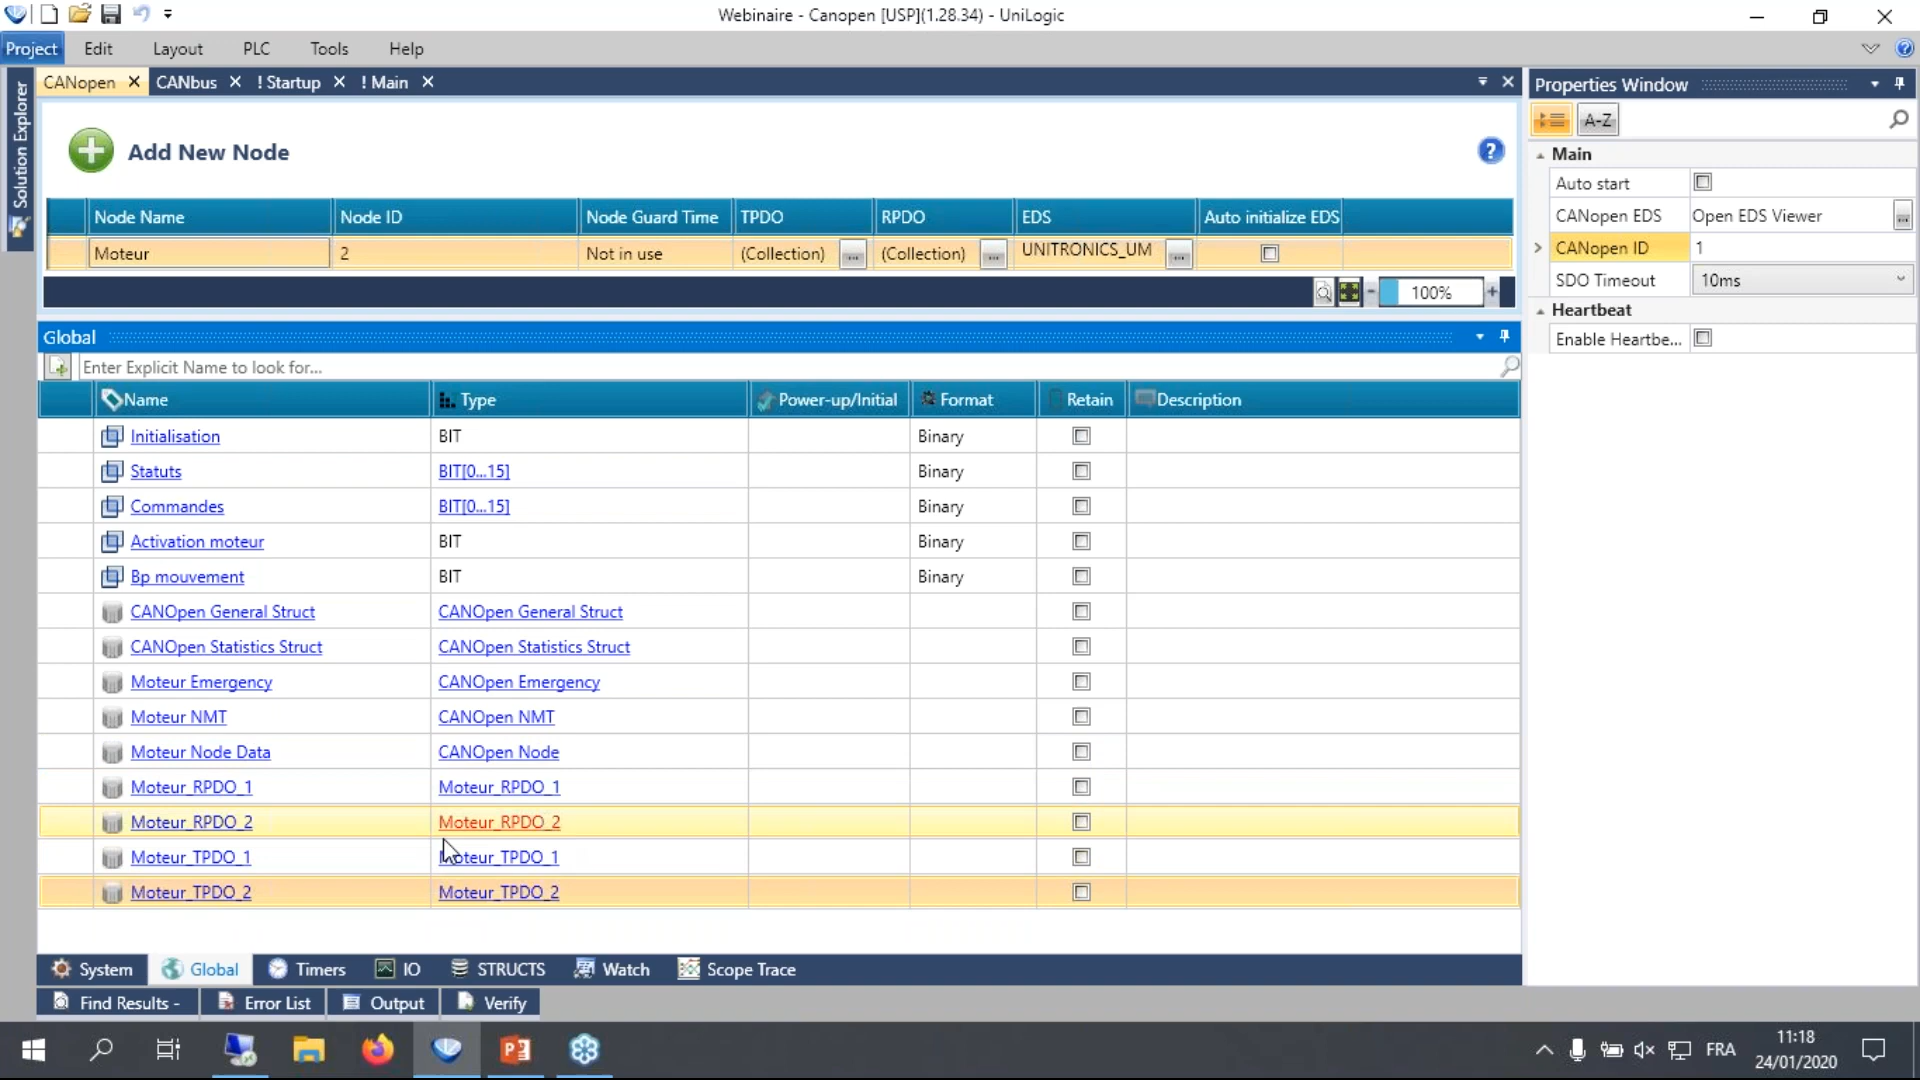 Webinaire - Canopen [USP](1.28.34) - UniLogic
Project Edit Layout PLC Tools Help
Solution Explorer
CANopen CANbus ! Startup ! Main
Add New Node
Node Name Node ID Node Guard Time TPDO RPDO EDS Auto initialize EDS
Moteur 2 Not in use (Collection) ... (Collection) ... UNITRONICS_UM ...
- 100% +
Global
Enter Explicit Name to look for...
Name Type Power-up/Initial Format Retain Description
Initialisation BIT Binary
Statuts BIT[0...15] Binary
Commandes BIT[0...15] Binary
Activation moteur BIT Binary
Bp mouvement BIT Binary
CANOpen General Struct CANOpen General Struct
CANOpen Statistics Struct CANOpen Statistics Struct
Moteur Emergency CANOpen Emergency
Moteur NMT CANOpen NMT
Moteur Node Data CANOpen Node
Moteur_RPDO_1 Moteur_RPDO_1
Moteur_RPDO_2 Moteur_RPDO_2
Moteur_TPDO_1 Moteur_TPDO_1
Moteur_TPDO_2 Moteur_TPDO_2
System Global Timers IO STRUCTS Watch Scope Trace
Find Results - Error List Output Verify
Properties Window
A-Z
Main
Auto start
CANopen EDS Open EDS Viewer ...
CANopen ID 1
SDO Timeout 10ms
Heartbeat
Enable Heartbe...
FRA
11:18
24/01/2020